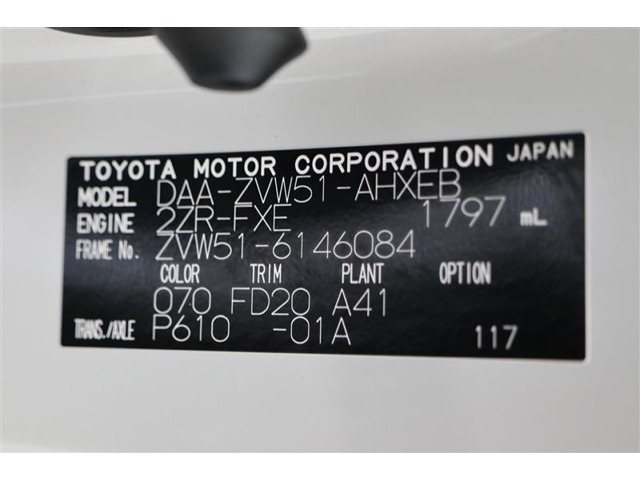 TOYOTA MOTOR CORPORATION JAPAN
MODEL DAA-ZVW51-AHXEB
ENGINE 2ZR-FXE 1797 mL
FRAME No. ZVW51-6146084
COLOR TRIM PLANT OPTION
070 FD20 A41
TRANS./AXLE P610 -01A 117